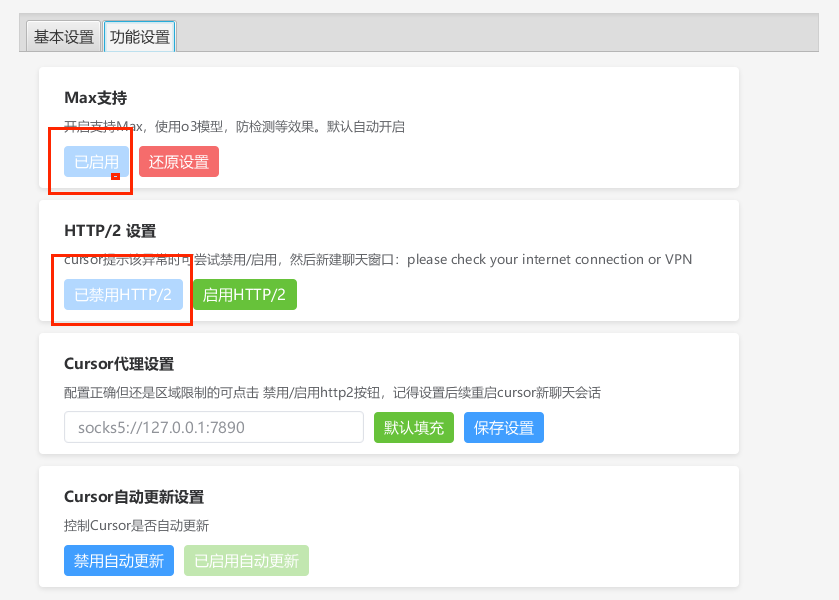 基本设置 功能设置
Max支持
开启支持Max，使用o3模型，防检测等效果。默认自动开启
已启用 还原设置
HTTP/2 设置
cursor提示该异常时可尝试禁用/启用，然后新建聊天窗口：please check your internet connection or VPN
已禁用HTTP/2 启用HTTP/2
Cursor代理设置
配置正确但还是区域限制的可点击 禁用/启用http2按钮，记得设置后续重启cursor新聊天会话
socks5://127.0.0.1:7890 默认填充 保存设置
Cursor自动更新设置
控制Cursor是否自动更新
禁用自动更新 已启用自动更新